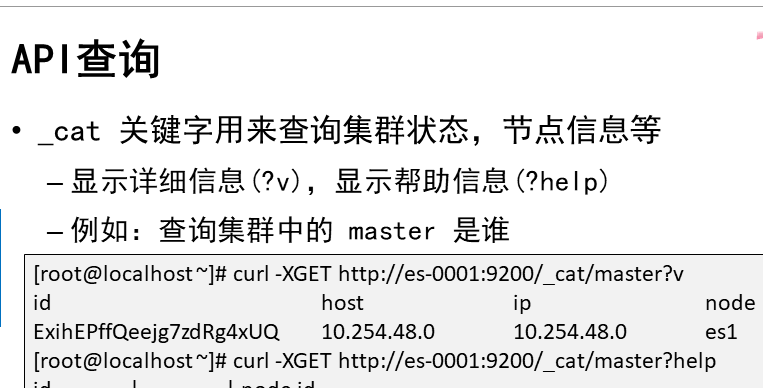 API查询
• _cat 关键字用来查询集群状态，节点信息等
– 显示详细信息(?v)，显示帮助信息(?help)
– 例如：查询集群中的 master 是谁
[root@localhost ~]# curl -XGET http://es-0001:9200/_cat/master?v
id host ip node
ExihEPffQeejg7zdRg4xUQ 10.254.48.0 10.254.48.0 es1
[root@localhost ~]# curl -XGET http://es-0001:9200/_cat/master?help
id | | node id